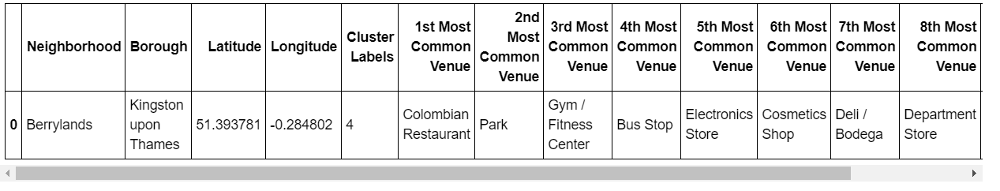 Neighborhood Borough Latitude Longitude Cluster Labels 1st Most Common Venue 2nd Most Common Venue 3rd Most Common Venue 4th Most Common Venue 5th Most Common Venue 6th Most Common Venue 7th Most Common Venue 8th Most Common Venue
0 Berrylands Kingston upon Thames 51.393781 -0.284802 4 Colombian Restaurant Park Gym / Fitness Center Bus Stop Electronics Store Cosmetics Shop Deli / Bodega Department Store